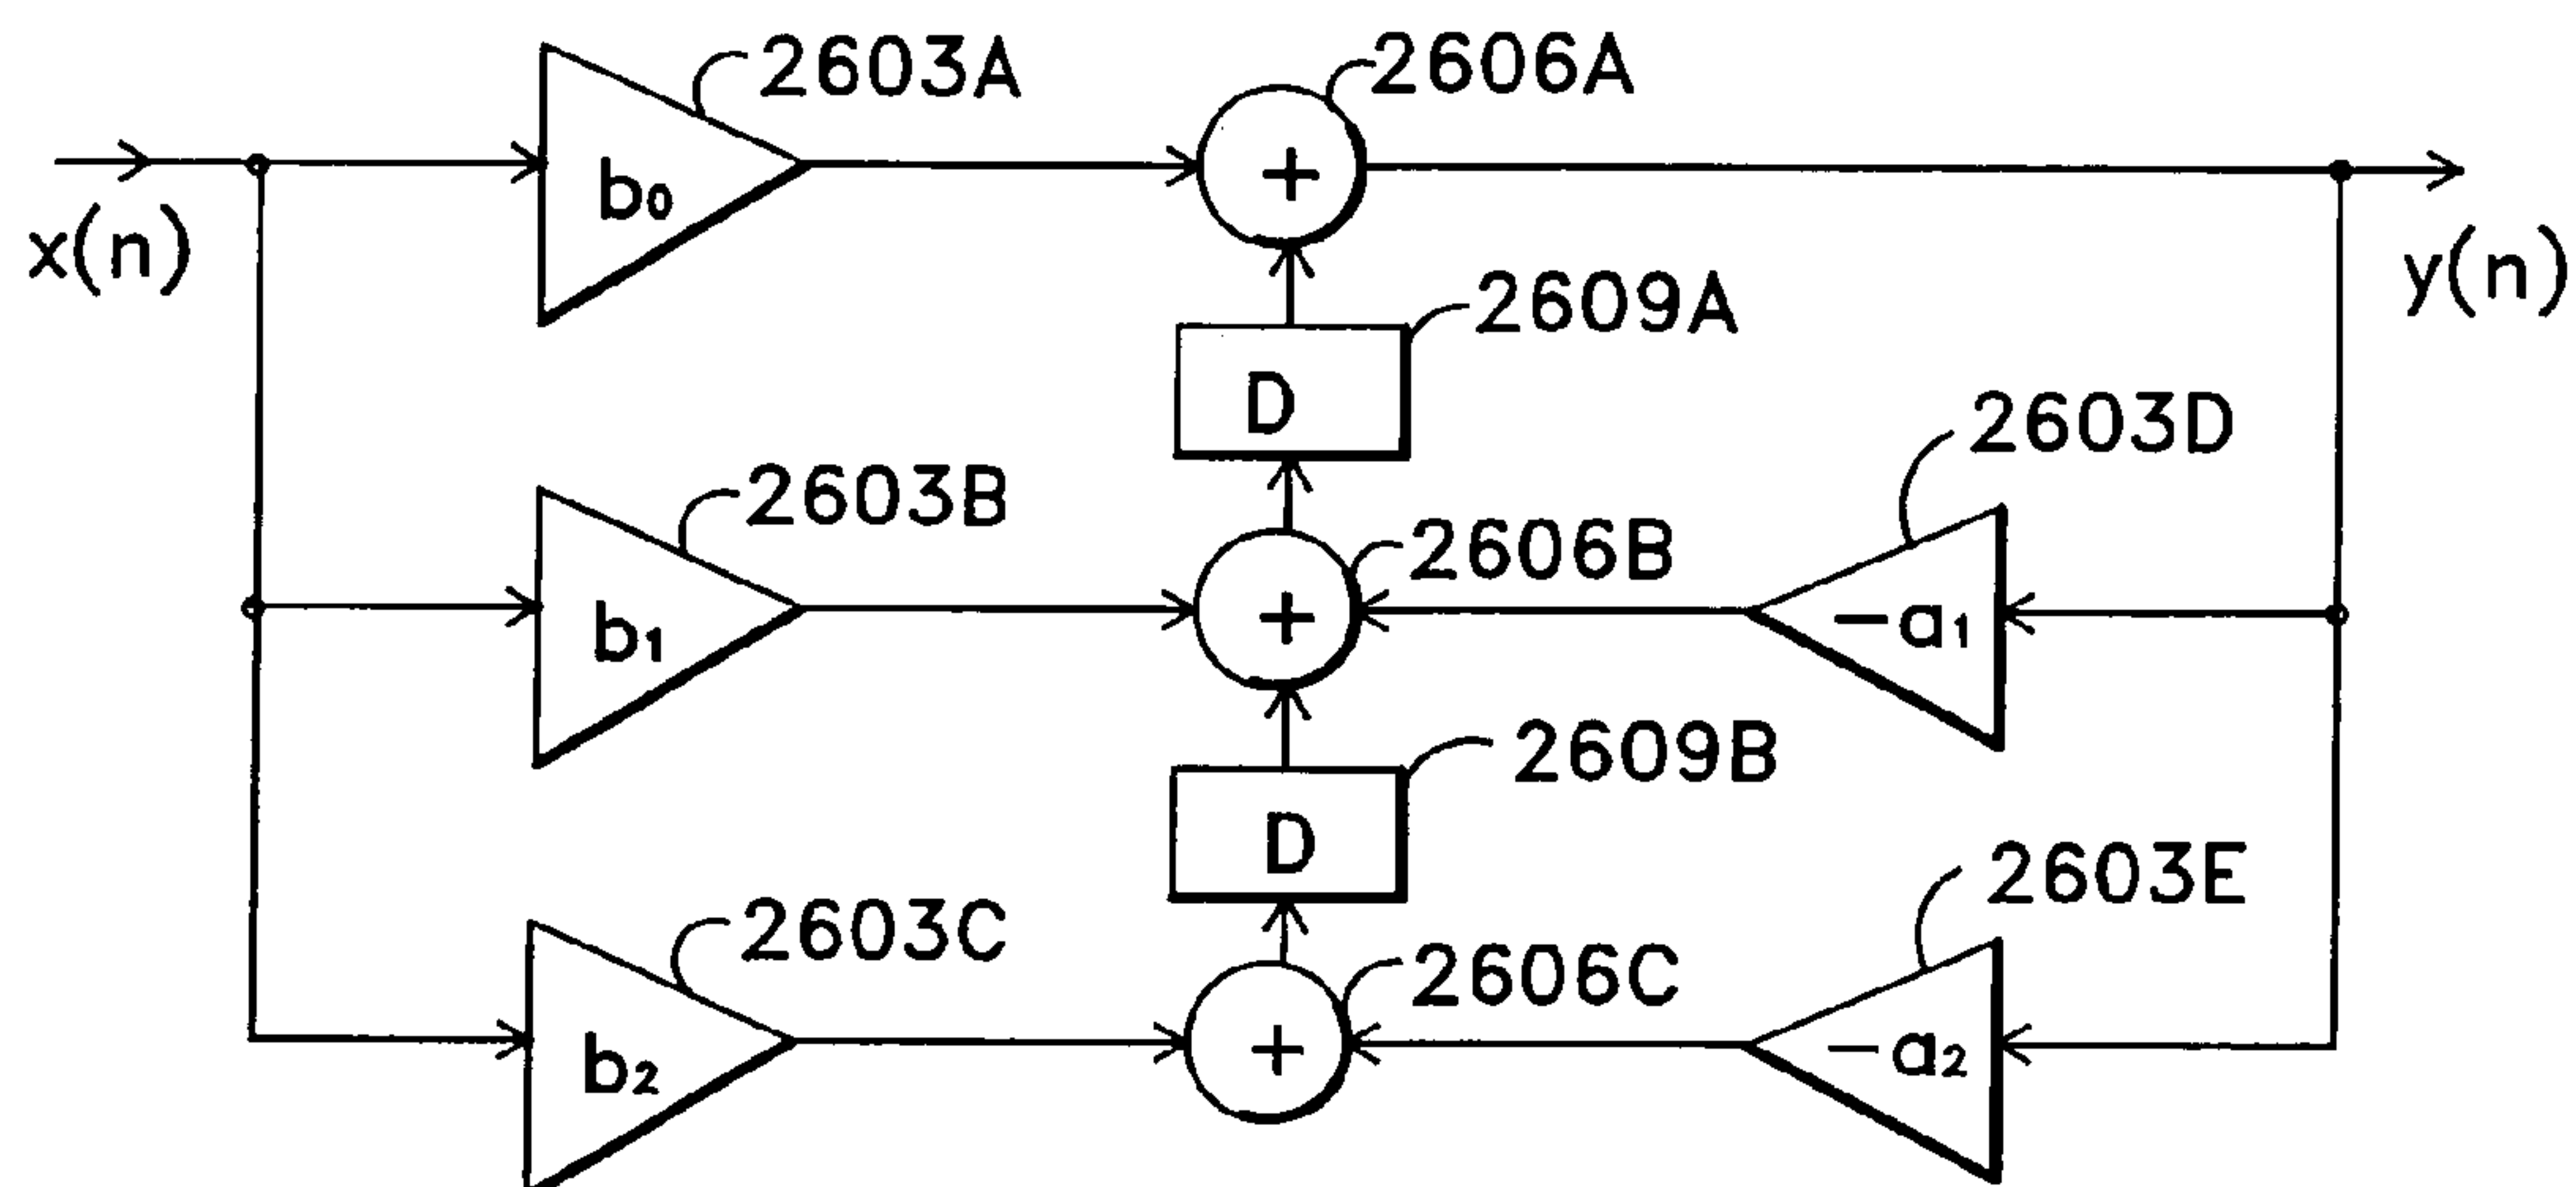 2603A
2606A
b₀
+
x(n)
y(n)
2609A
D
2603D
2603B
2606B
b₁
+
−a₁
2609B
D
2603E
2603C
2606C
b₂
+
−a₂